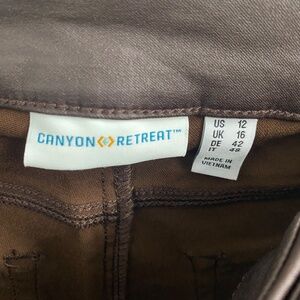 CANYON RETREAT™
US 12
UK 16
DE 42
IT 48
MADE IN
VIETNAM